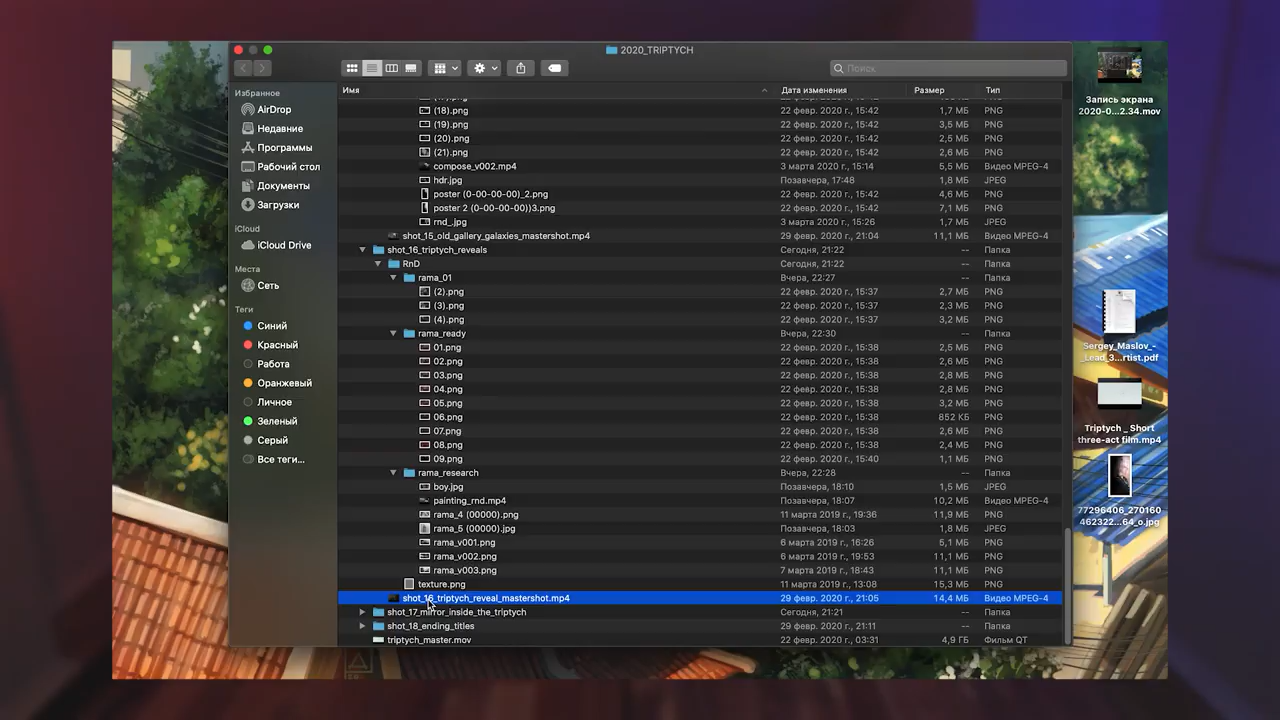 2020_TRIPTYCH
Поиск
Избранное
AirDrop
Недавние
Программы
Рабочий стол
Документы
Загрузки
iCloud
iCloud Drive
Места
Сеть
Теги
Синий
Красный
Работа
Оранжевый
Личное
Зеленый
Серый
Все теги...
Имя Дата изменения Размер Тип
(18).png 22 февр. 2020 г., 15:42 1,7 МБ PNG
(19).png 22 февр. 2020 г., 15:42 3,5 МБ PNG
(20).png 22 февр. 2020 г., 15:42 2,5 МБ PNG
(21).png 22 февр. 2020 г., 15:42 2,6 МБ PNG
compose_v002.mp4 3 марта 2020 г., 15:14 5,5 МБ Видео MPEG-4
hdr.jpg Позавчера, 17:48 1,8 МБ JPEG
poster (0-00-00-00)_2.png 22 февр. 2020 г., 15:42 4,6 МБ PNG
poster 2 (0-00-00-00))3.png 22 февр. 2020 г., 15:42 7,1 МБ PNG
rnd_.jpg 3 марта 2020 г., 15:26 1,7 МБ JPEG
shot_15_old_gallery_galaxies_mastershot.mp4 29 февр. 2020 г., 21:04 11,1 МБ Видео MPEG-4
shot_16_triptych_reveals Сегодня, 21:22 -- Папка
RnD Сегодня, 21:22 -- Папка
rama_01 Вчера, 22:27 -- Папка
(2).png 22 февр. 2020 г., 15:37 2,7 МБ PNG
(3).png 22 февр. 2020 г., 15:37 2,3 МБ PNG
(4).png 22 февр. 2020 г., 15:37 3,2 МБ PNG
rama_ready Вчера, 22:30 -- Папка
01.png 22 февр. 2020 г., 15:38 2,5 МБ PNG
02.png 22 февр. 2020 г., 15:38 2,6 МБ PNG
03.png 22 февр. 2020 г., 15:38 2,8 МБ PNG
04.png 22 февр. 2020 г., 15:38 2,8 МБ PNG
05.png 22 февр. 2020 г., 15:38 3,2 МБ PNG
06.png 22 февр. 2020 г., 15:38 852 КБ PNG
07.png 22 февр. 2020 г., 15:38 2,6 МБ PNG
08.png 22 февр. 2020 г., 15:38 2,4 МБ PNG
09.png 22 февр. 2020 г., 15:40 1,1 МБ PNG
rama_research Вчера, 22:28 -- Папка
boy.jpg Позавчера, 18:10 1,5 МБ JPEG
painting_rnd.mp4 Позавчера, 18:07 10,2 МБ Видео MPEG-4
rama_4 (00000).png 11 марта 2019 г., 19:36 11,9 МБ PNG
rama_5 (00000).jpg Позавчера, 18:03 1,8 МБ JPEG
rama_v001.png 6 марта 2019 г., 16:26 5,1 МБ PNG
rama_v002.png 6 марта 2019 г., 19:53 11,1 МБ PNG
rama_v003.png 7 марта 2019 г., 18:43 11,1 МБ PNG
texture.png 11 марта 2019 г., 13:08 15,3 МБ PNG
shot_16_triptych_reveal_mastershot.mp4 29 февр. 2020 г., 21:05 14,4 МБ Видео MPEG-4
shot_17_mirror_inside_the_triptych Сегодня, 21:21 -- Папка
shot_18_ending_titles 29 февр. 2020 г., 21:11 -- Папка
triptych_master.mov 22 февр. 2020 г., 03:31 4,9 ГБ Фильм QT
Запись экрана
2020-0...2.34.mov
Sergey_Maslov_-
_Lead_3...rtist.pdf
Triptych _ Short
three-act film.mp4
77296406_270160
462322...64_o.jpg